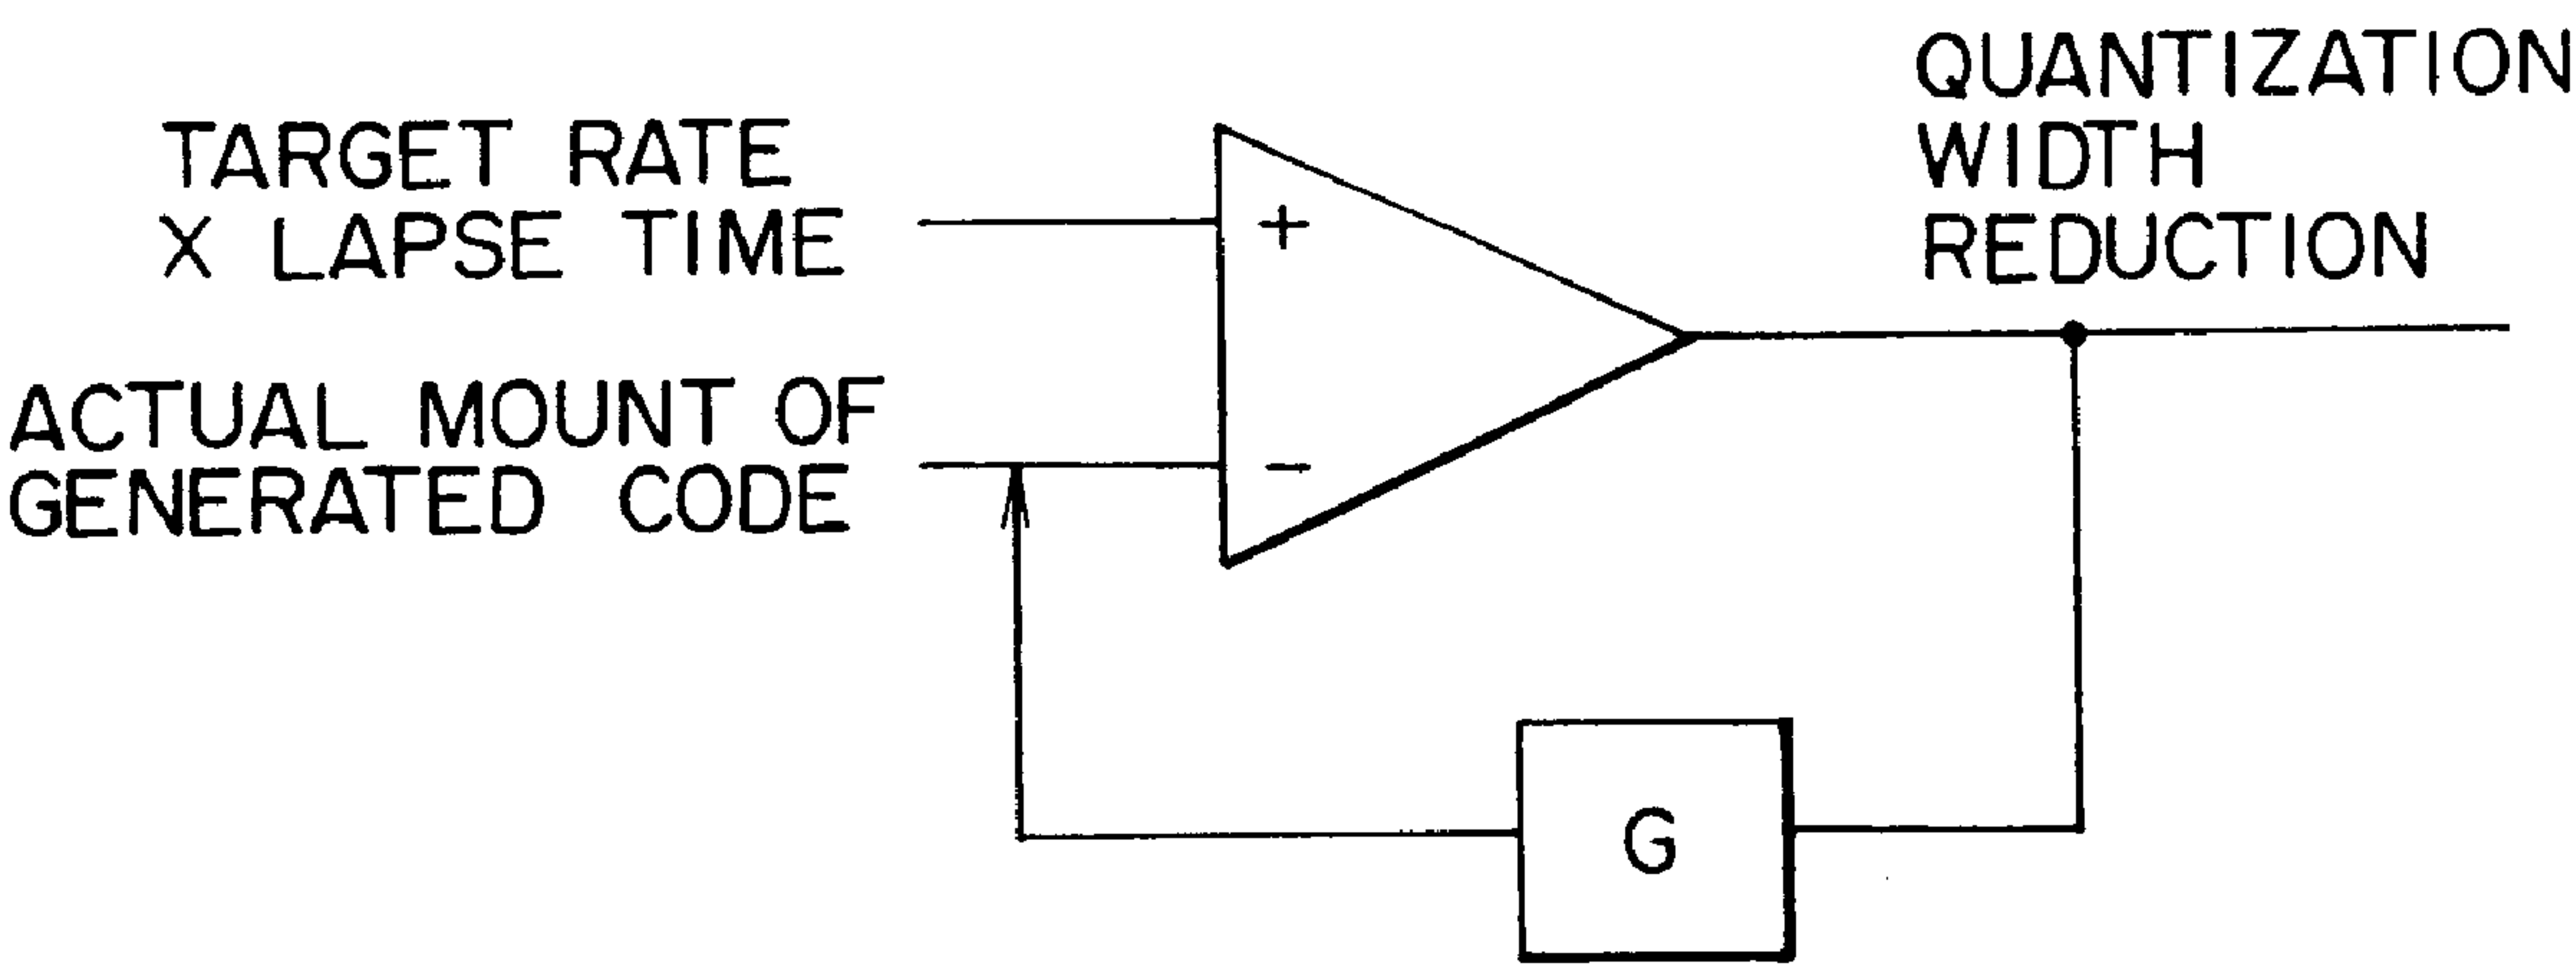 TARGET RATE
X LAPSE TIME
ACTUAL MOUNT OF
GENERATED CODE
+
-
QUANTIZATION
WIDTH
REDUCTION
G